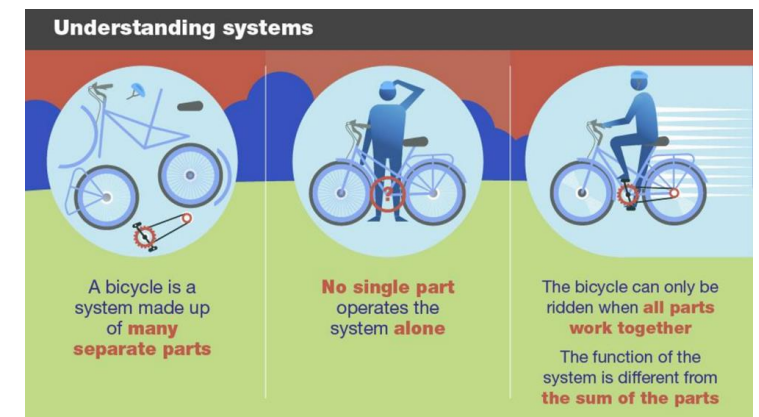 Understanding systems
A bicycle is a
system made up
of many
separate parts
?
No single part
operates the
system alone
The bicycle can only be
ridden when all parts
work together
The function of the
system is different from
the sum of the parts